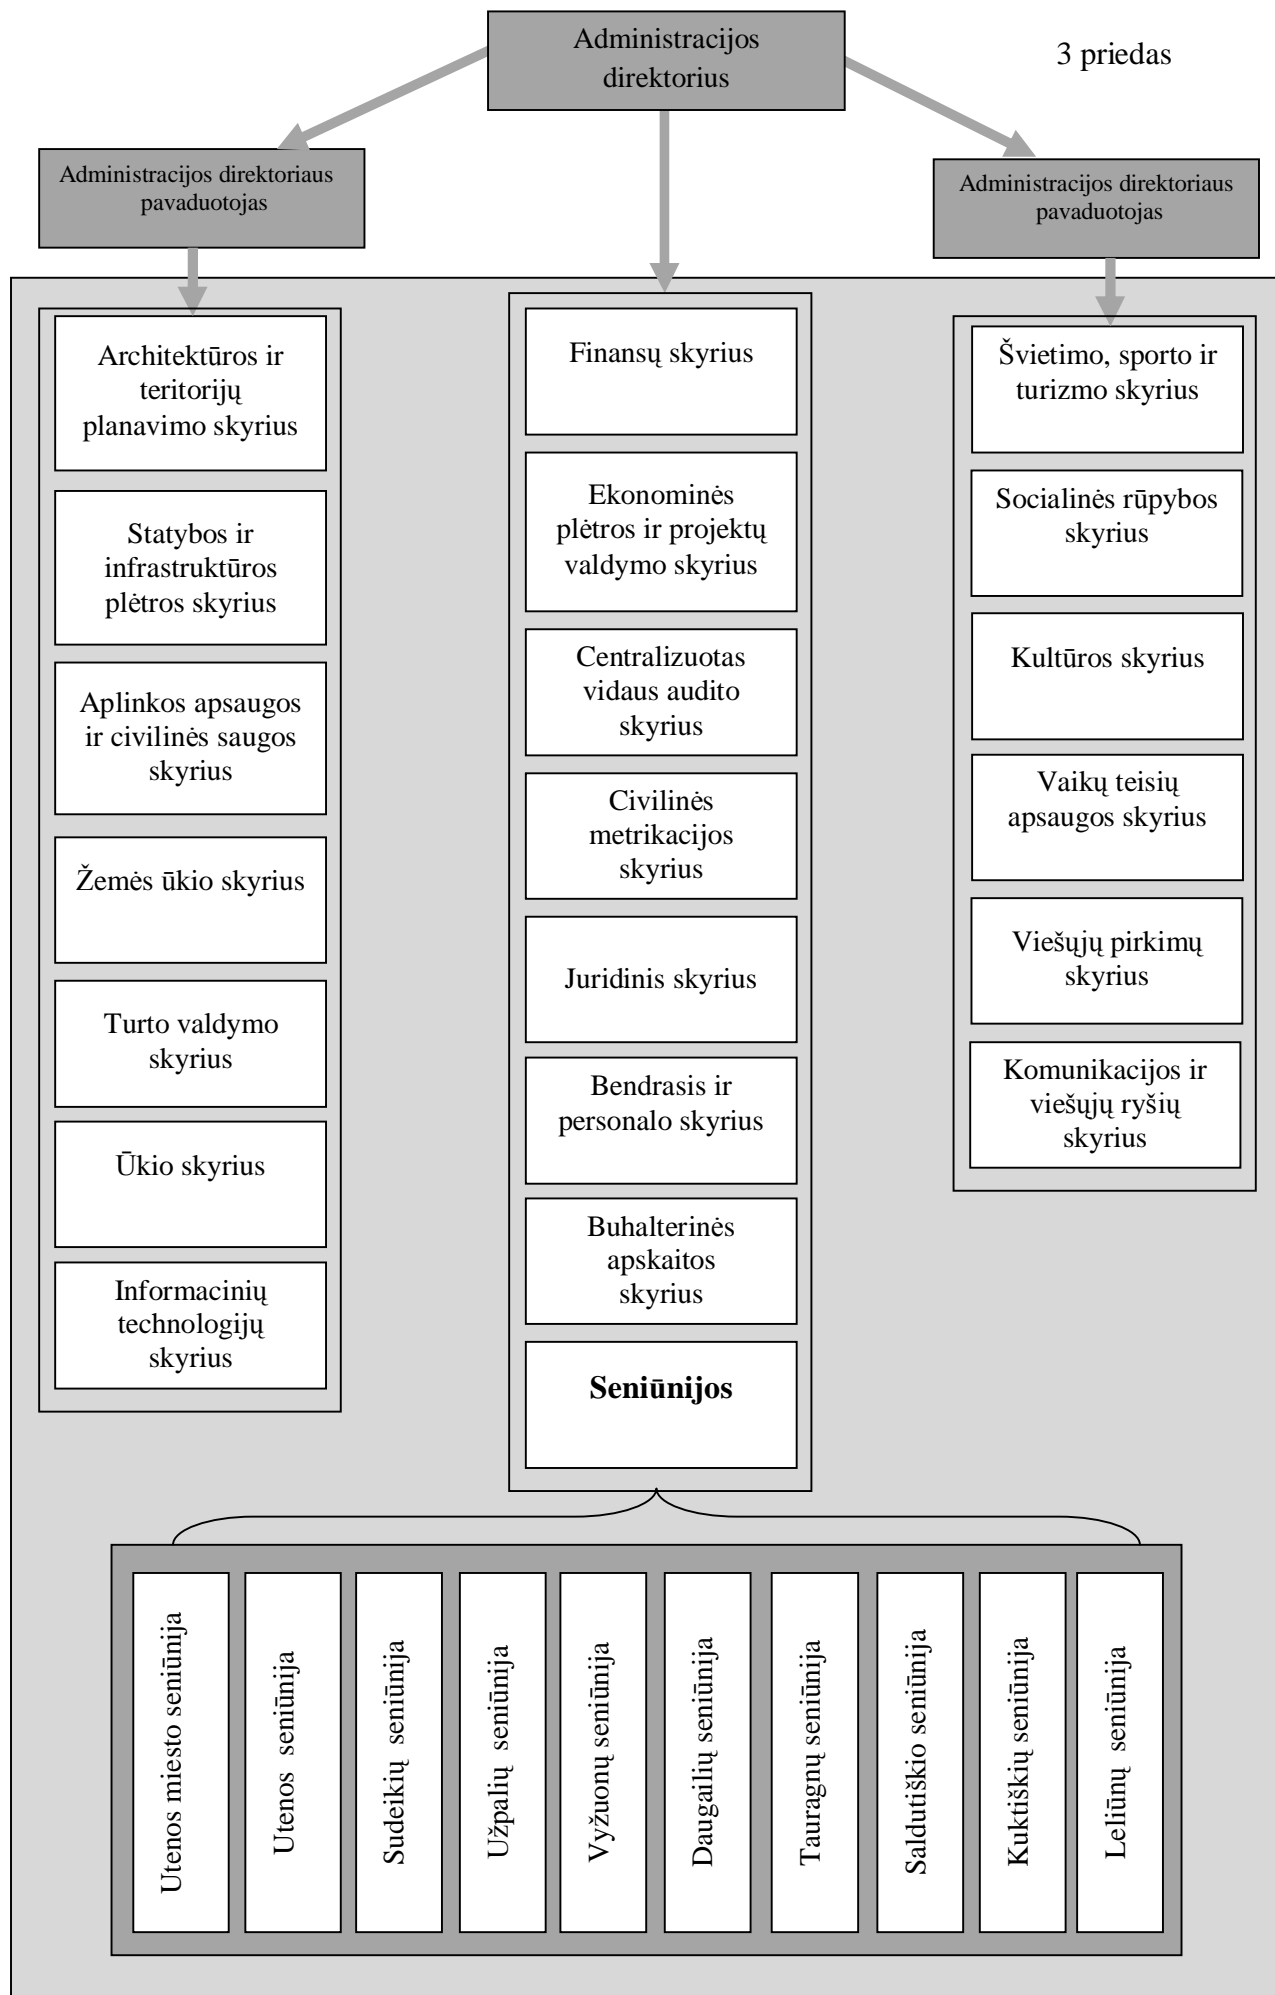 Administracijos
direktorius
3 priedas
Administracijos direktoriaus
pavaduotojas
Administracijos direktoriaus
pavaduotojas
Architektūros ir
teritorijų
planavimo skyrius
Statybos ir
infrastruktūros
plėtros skyrius
Aplinkos apsaugos
ir civilinės saugos
skyrius
Žemės ūkio skyrius
Turto valdymo
skyrius
Ūkio skyrius
Informacinių
technologijų
skyrius
Finansų skyrius
Ekonominės
plėtros ir projektų
valdymo skyrius
Centralizuotas
vidaus audito
skyrius
Civilinės
metrikacijos
skyrius
Juridinis skyrius
Bendrasis ir
personalo skyrius
Buhalterinės
apskaitos
skyrius
Seniūnijos
Švietimo, sporto ir
turizmo skyrius
Socialinės rūpybos
skyrius
Kultūros skyrius
Vaikų teisių
apsaugos skyrius
Viešųjų pirkimų
skyrius
Komunikacijos ir
viešųjų ryšių
skyrius
Utenos miesto seniūnija
Utenos seniūnija
Sudeikių seniūnija
Užpalių seniūnija
Vyžuonų seniūnija
Daugailių seniūnija
Tauragnų seniūnija
Saldutiškio seniūnija
Kuktiškių seniūnija
Leliūnų seniūnija